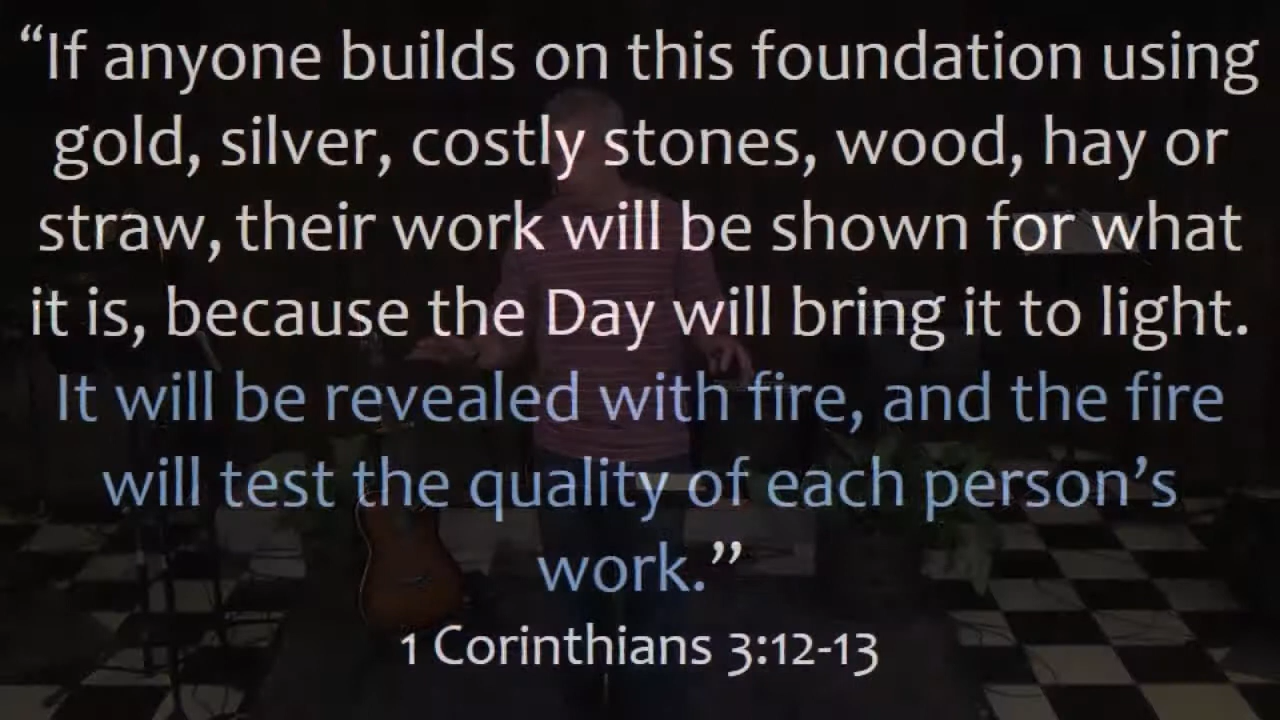 “If anyone builds on this foundation using
gold, silver, costly stones, wood, hay or
straw, their work will be shown for what
it is, because the Day will bring it to light.
It will be revealed with fire, and the fire
will test the quality of each person’s
work.”
1 Corinthians 3:12-13